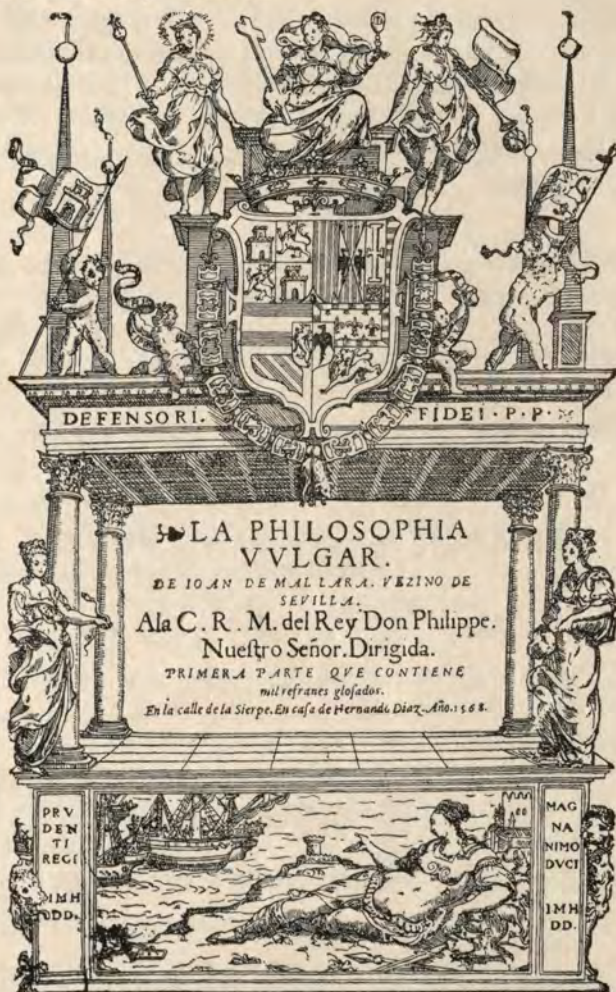 DEFENSORI. FIDEI · P · P ·
LA PHILOSOPHIA
VVLGAR.
DE IOAN DE MAL LARA. VEZINO DE
SEVILLA.
Ala C. R. M. del Rey Don Philippe.
Nuestro Señor. Dirigida.
PRIMERA PARTE QVE CONTIENE
mil refranes glosados.
En la calle de la Sierpe. En casa de Hernando Diaz. Año. 1568.
PRV
DEN
TI
REGI
IMH
DD.
MAG
NA
NIMO
DVCI
IMH
DD.